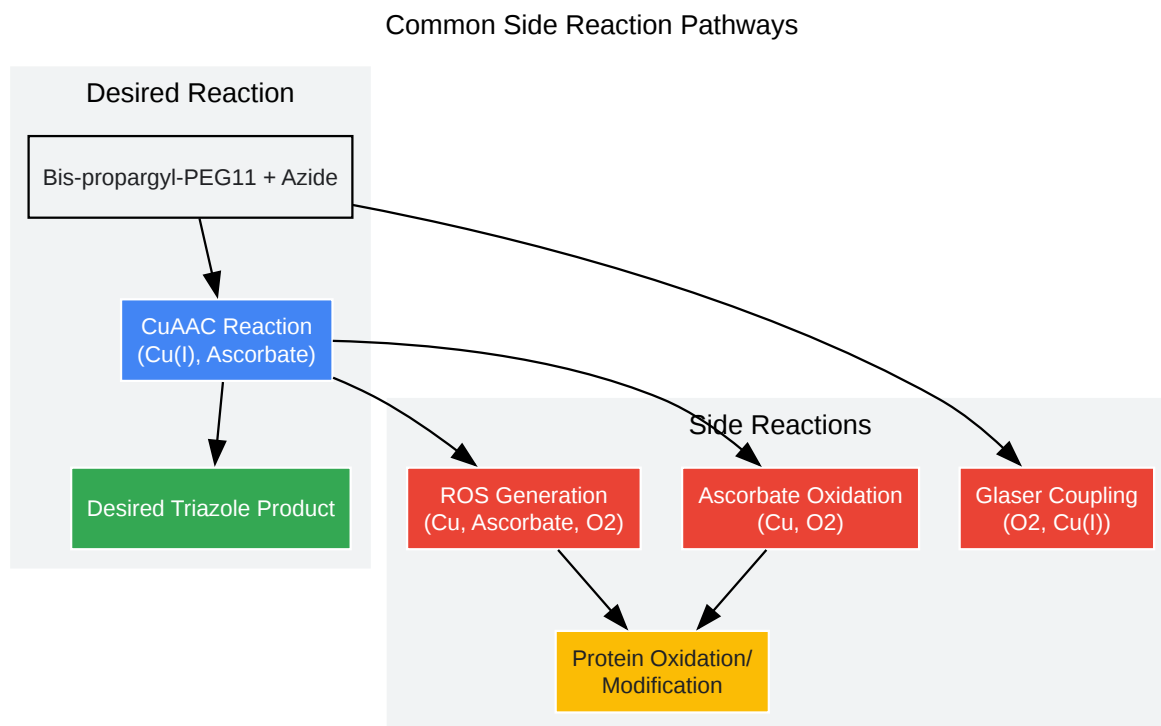 Common Side Reaction Pathways
Desired Reaction
Bis-propargyl-PEG11 + Azide
CuAAC Reaction
(Cu(I), Ascorbate)
Desired Triazole Product
Side Reactions
ROS Generation
(Cu, Ascorbate, O2)
Ascorbate Oxidation
(Cu, O2)
Glaser Coupling
(O2, Cu(I))
Protein Oxidation/
Modification